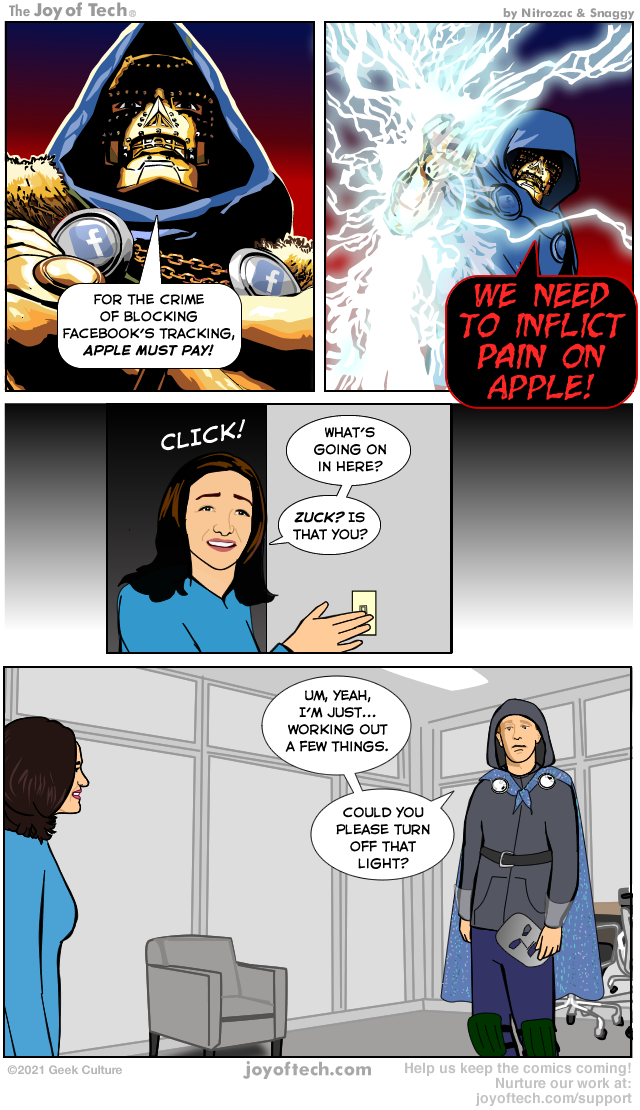 The Joy of Tech®
by Nitrozac & Snaggy
f
f
FOR THE CRIME
OF BLOCKING
FACEBOOK'S TRACKING,
APPLE MUST PAY!
WE NEED
TO INFLICT
PAIN ON
APPLE!
CLICK!
WHAT'S
GOING ON
IN HERE?
ZUCK? IS
THAT YOU?
UM, YEAH,
I'M JUST...
WORKING OUT
A FEW THINGS.
COULD YOU
PLEASE TURN
OFF THAT
LIGHT?
©2021 Geek Culture
joyoftech.com
Help us keep the comics coming!
Nurture our work at:
joyoftech.com/support